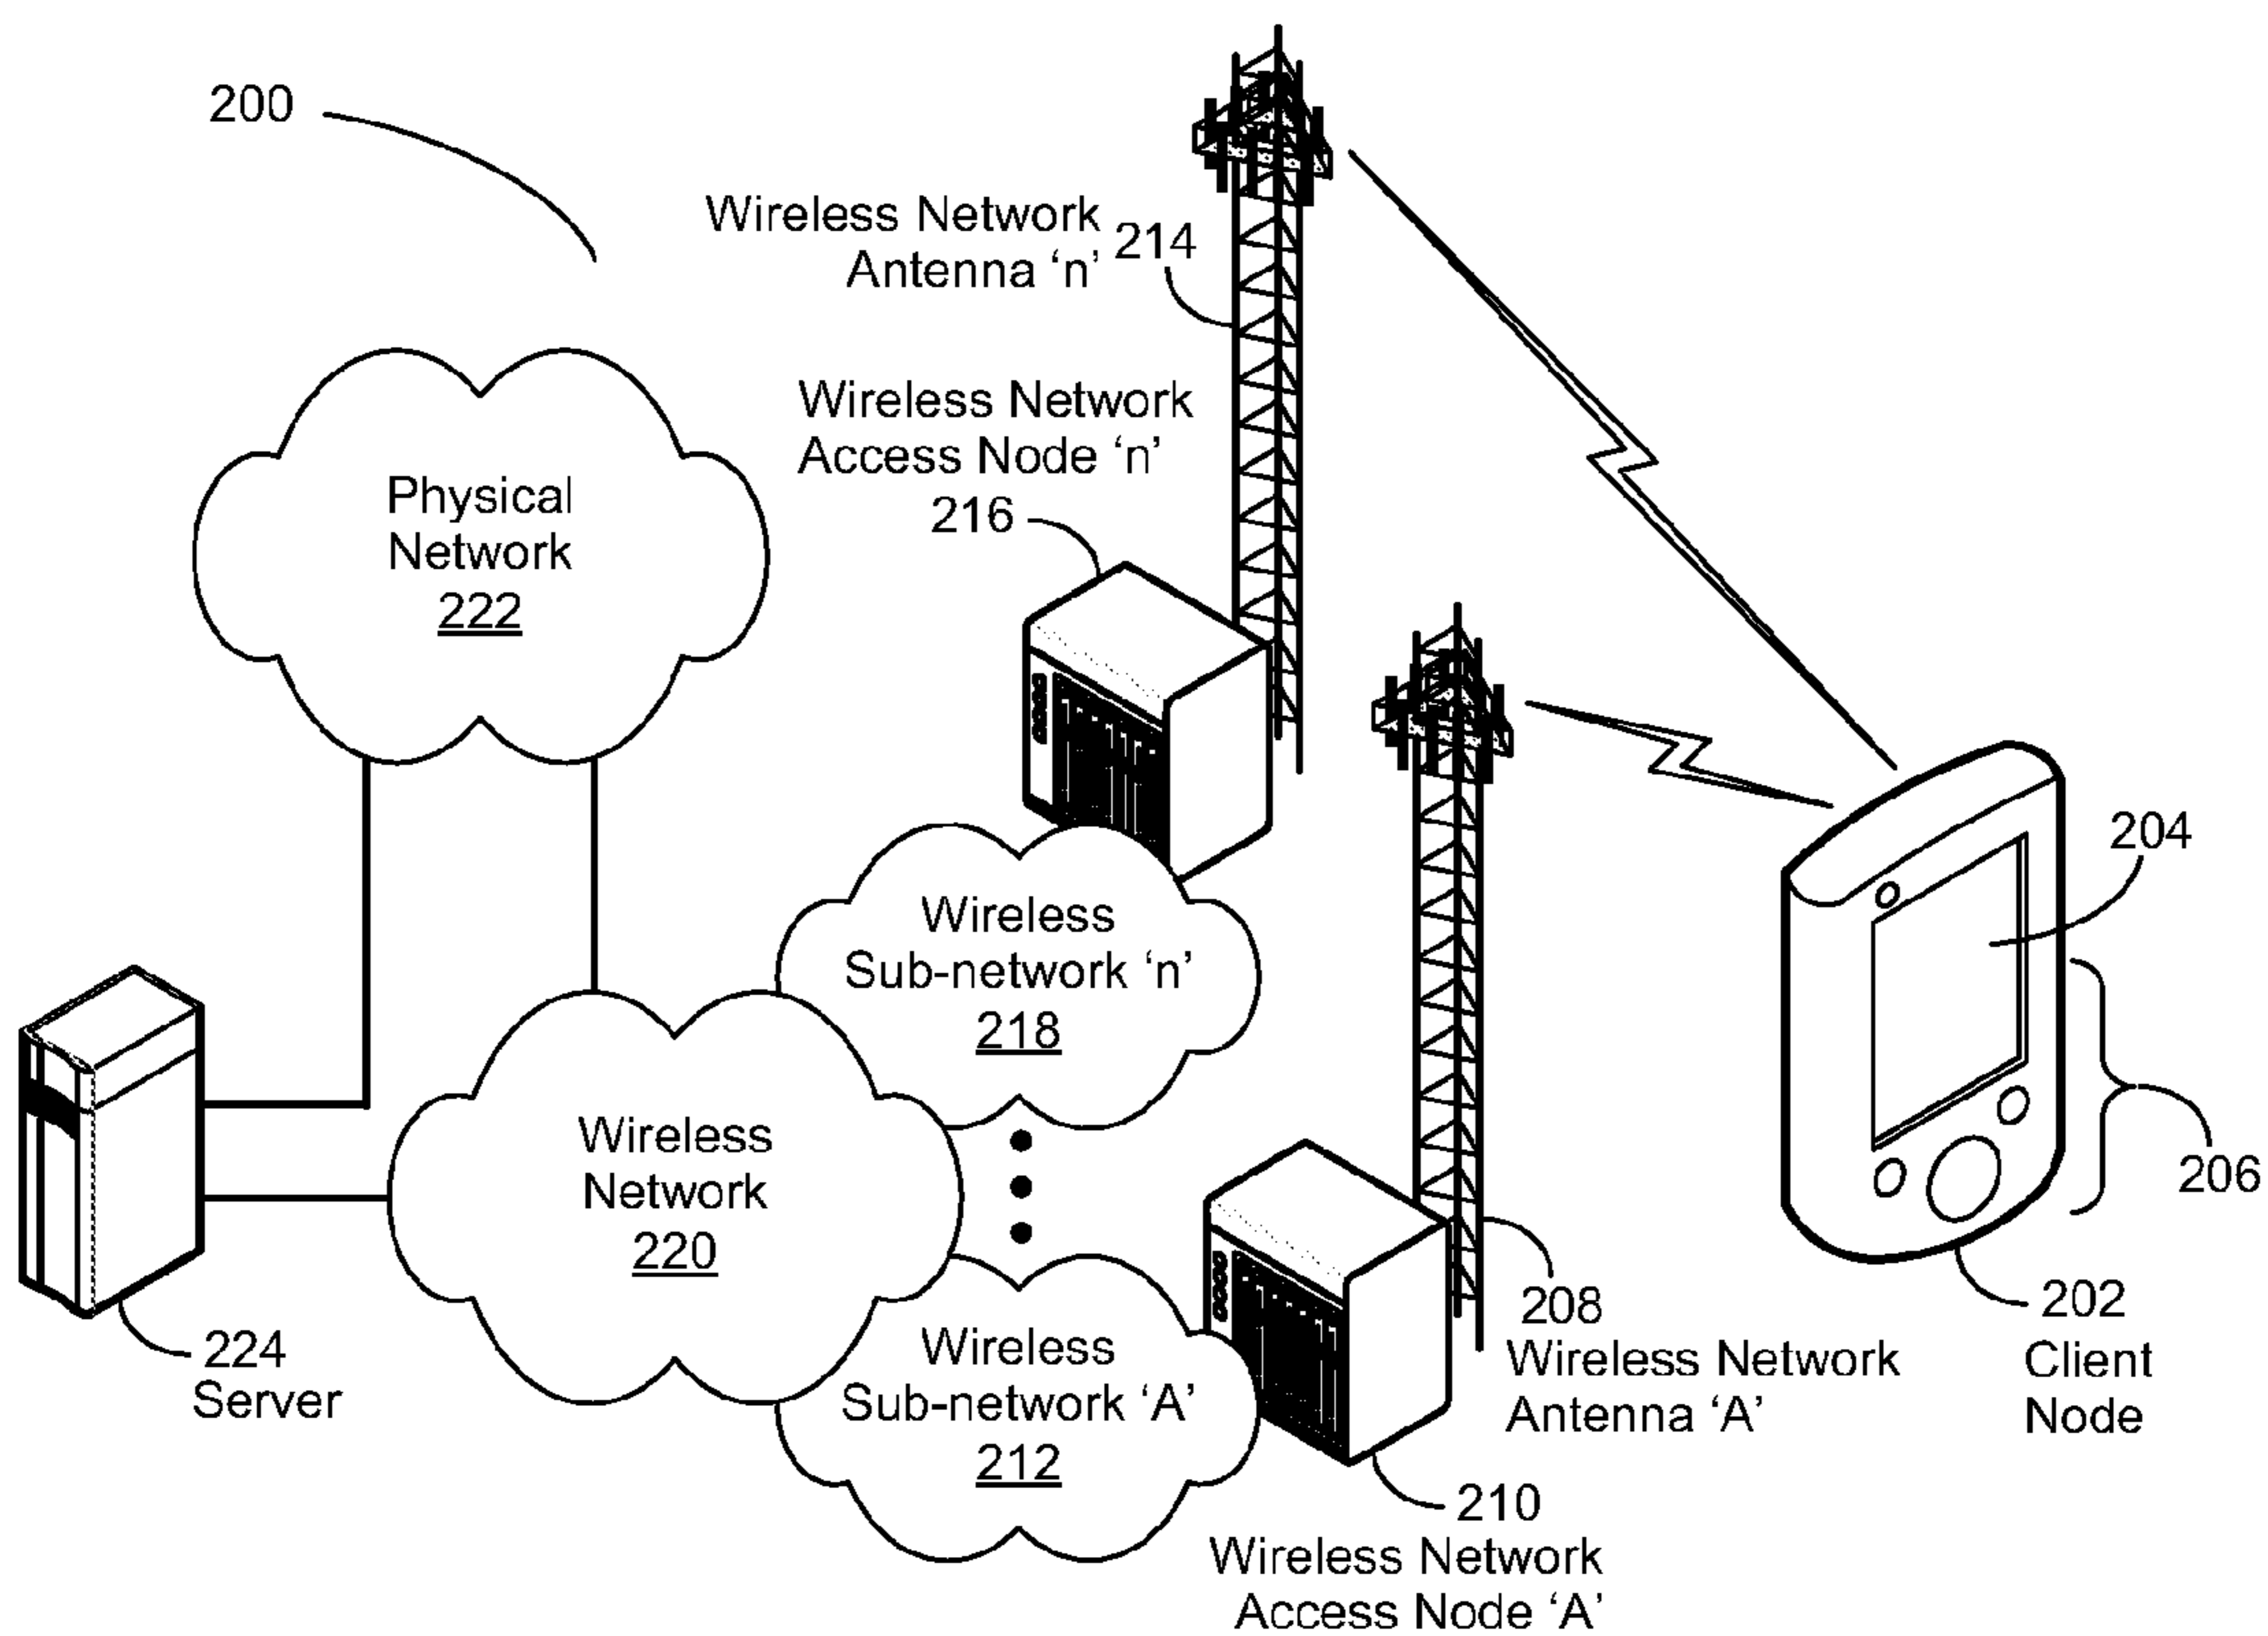 200
Wireless Network
Antenna ‘n’
214
Wireless Network
Access Node ‘n’
216
Physical
Network
222
204
Wireless
Sub-network ‘n’
218
Wireless
Network
220
206
202
Client
Node
208
Wireless Network
Antenna ‘A’
224
Server
Wireless
Sub-network ‘A’
212
210
Wireless Network
Access Node ‘A’